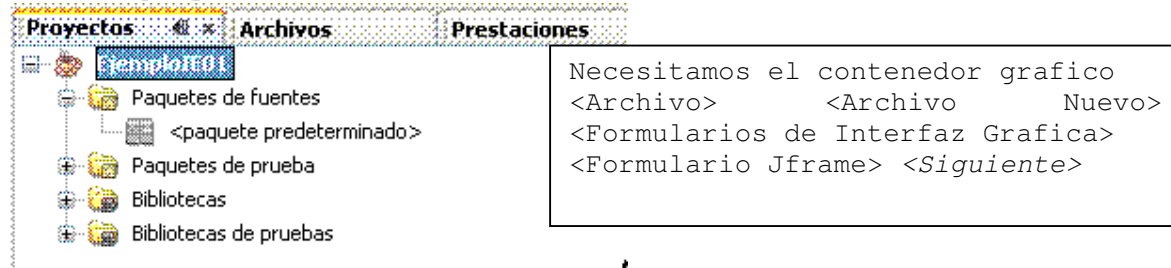 Proyectos Archivos Prestaciones
EjemploIF01
Paquetes de fuentes
<paquete predeterminado>
Paquetes de prueba
Bibliotecas
Bibliotecas de pruebas
Necesitamos el contenedor grafico
<Archivo> <Archivo Nuevo>
<Formularios de Interfaz Grafica>
<Formulario Jframe> <Siguiente>